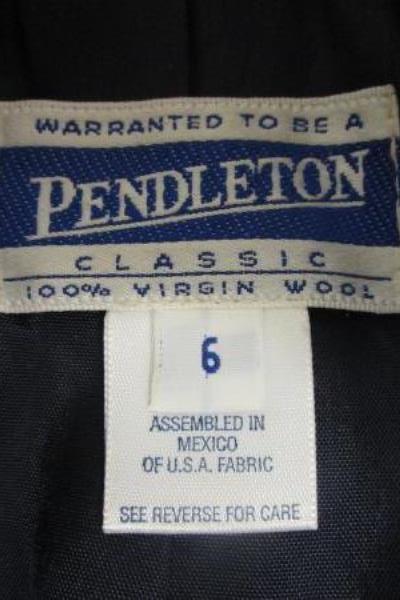 WARRANTED TO BE A
PENDLETON
CLASSIC
100% VIRGIN WOOL
6
ASSEMBLED IN
MEXICO
OF U.S.A. FABRIC
SEE REVERSE FOR CARE